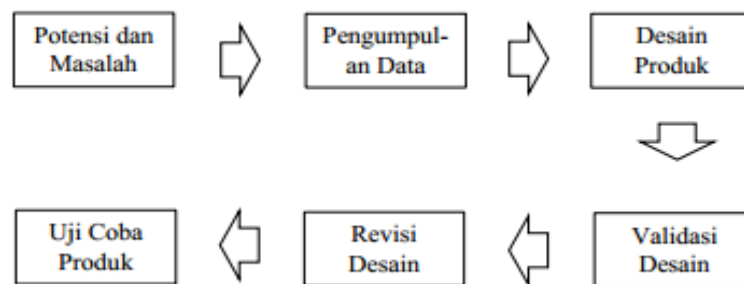 Potensi dan
Masalah
Pengumpul-
an Data
Desain
Produk
Uji Coba
Produk
Revisi
Desain
Validasi
Desain